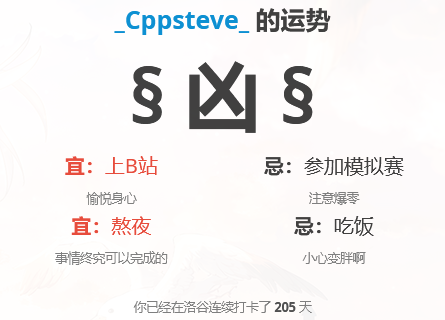 _Cppsteve_ 的运势
§ 凶 §
宜：上B站 忌：参加模拟赛
愉悦身心 注意爆零
宜：熬夜 忌：吃饭
事情终究可以完成的 小心变胖啊
你已经在洛谷连续打卡了 205 天